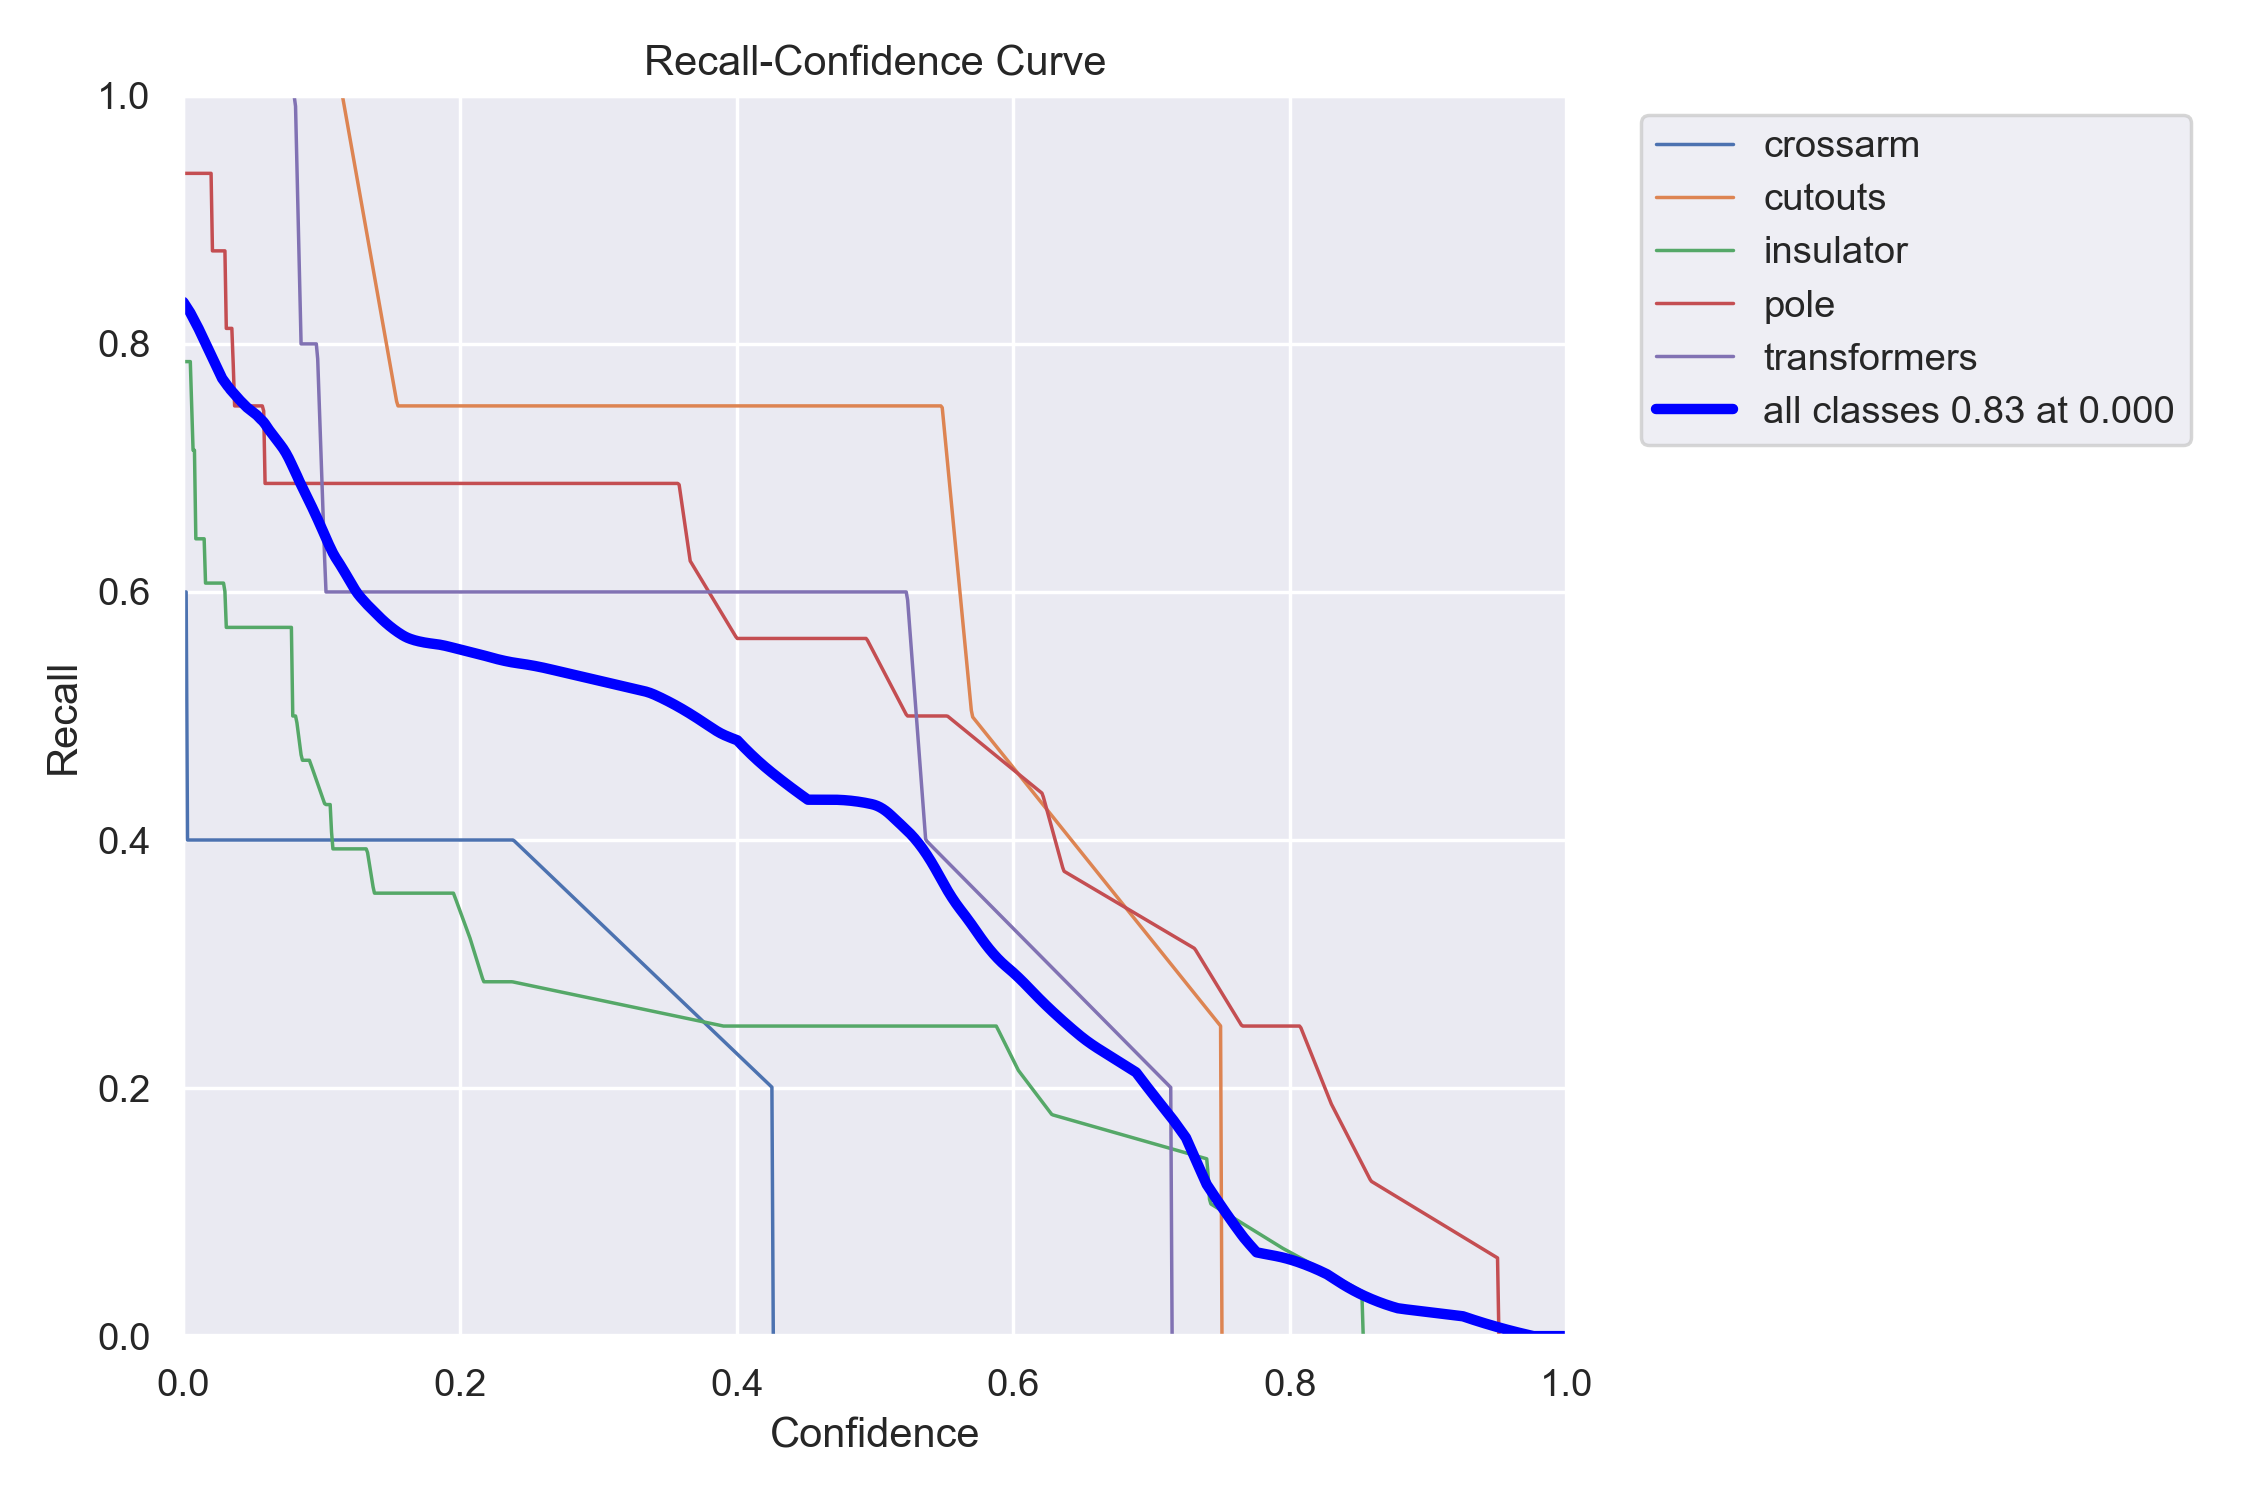 Recall-Confidence Curve
1.0
0.8
0.6
0.4
0.2
0.0
Recall
0.0 0.2 0.4 0.6 0.8 1.0
Confidence
crossarm
cutouts
insulator
pole
transformers
all classes 0.83 at 0.000